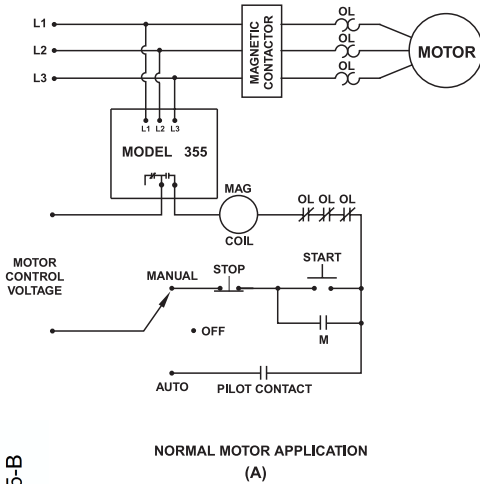 L1
L2
L3
MAGNETIC
CONTACTOR
OL
OL
OL
MOTOR
L1 L2 L3
MODEL 355
MAG
COIL
OL OL OL
MOTOR
CONTROL
VOLTAGE
MANUAL
STOP
START
OFF
M
AUTO
PILOT CONTACT
NORMAL MOTOR APPLICATION
(A)
5-B